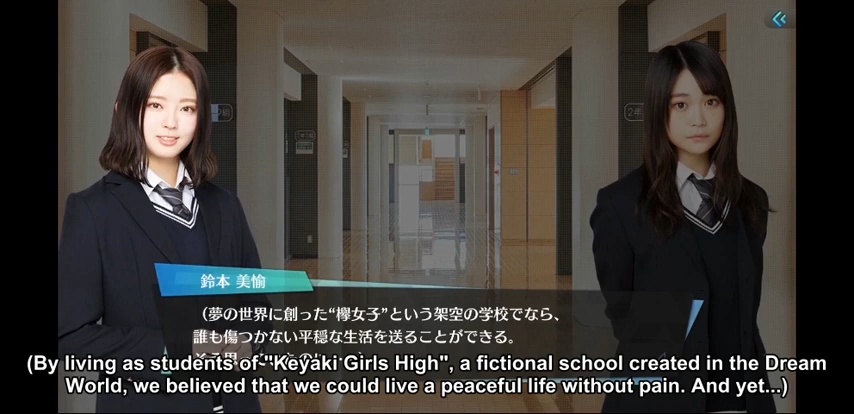 2年
鈴本 美愉
（夢の世界に創った“欅女子”という架空の学校でなら、
誰も傷つかない平穏な生活を送ることができる。
(By living as students of "Keyaki Girls High", a fictional school created in the Dream
World, we believed that we could live a peaceful life without pain. And yet...)